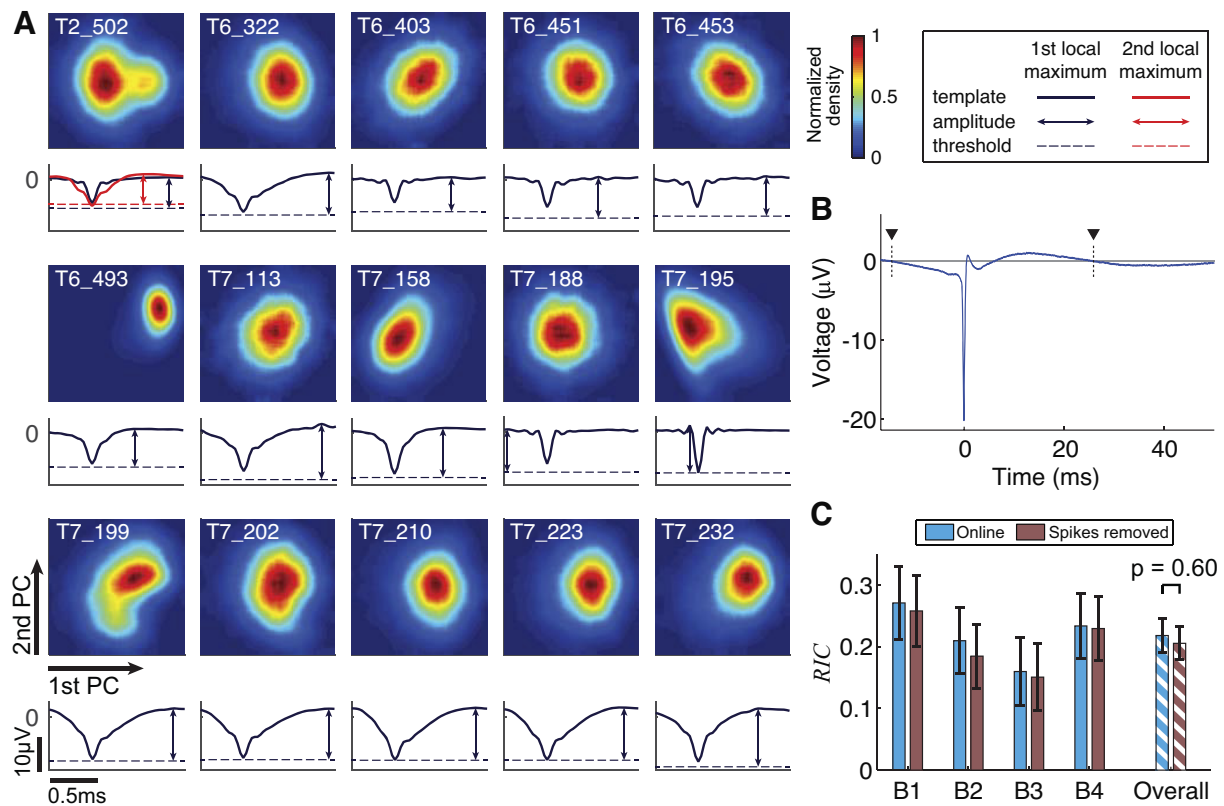 A
T2_502
T6_322
T6_403
T6_451
T6_453
1
0.5
0
Normalized
density
1st local
maximum
2nd local
maximum
template
amplitude
threshold
0
B
0
-10
-20
Voltage (μV)
0
20
40
Time (ms)
T6_493
T7_113
T7_158
T7_188
T7_195
0
C
Online
Spikes removed
p = 0.60
0.3
0.2
0.1
0
RIC
B1
B2
B3
B4
Overall
T7_199
T7_202
T7_210
T7_223
T7_232
2nd PC
1st PC
0
10μV
0.5ms